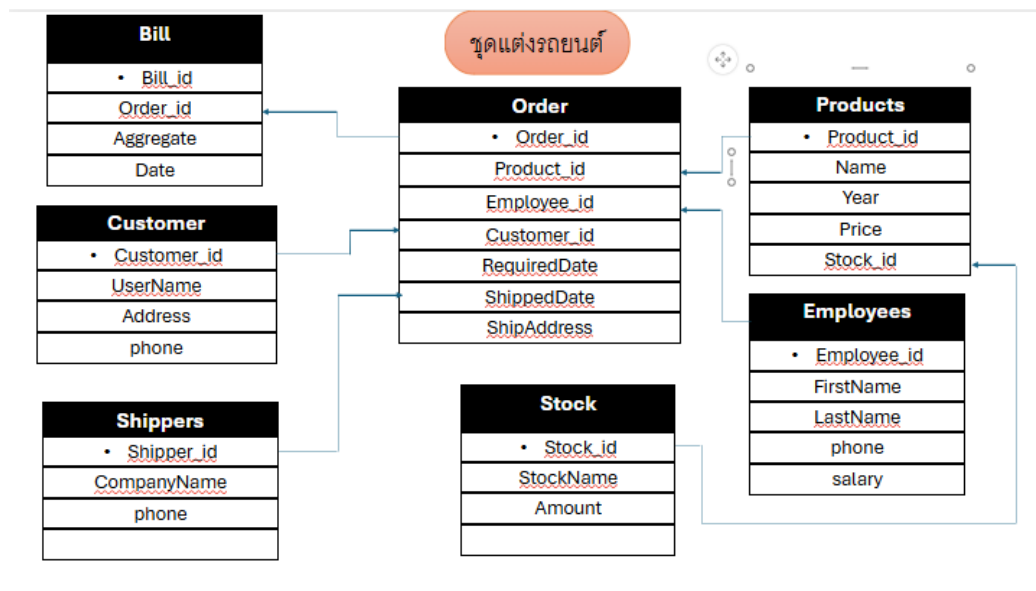 ชุดแต่งรถยนต์
Bill
• Bill_id
Order_id
Aggregate
Date
Customer
• Customer_id
UserName
Address
phone
Shippers
• Shipper_id
CompanyName
phone
Order
• Order_id
Product_id
Employee_id
Customer_id
RequiredDate
ShippedDate
ShipAddress
Stock
• Stock_id
StockName
Amount
Products
• Product_id
Name
Year
Price
Stock_id
Employees
• Employee_id
FirstName
LastName
phone
salary